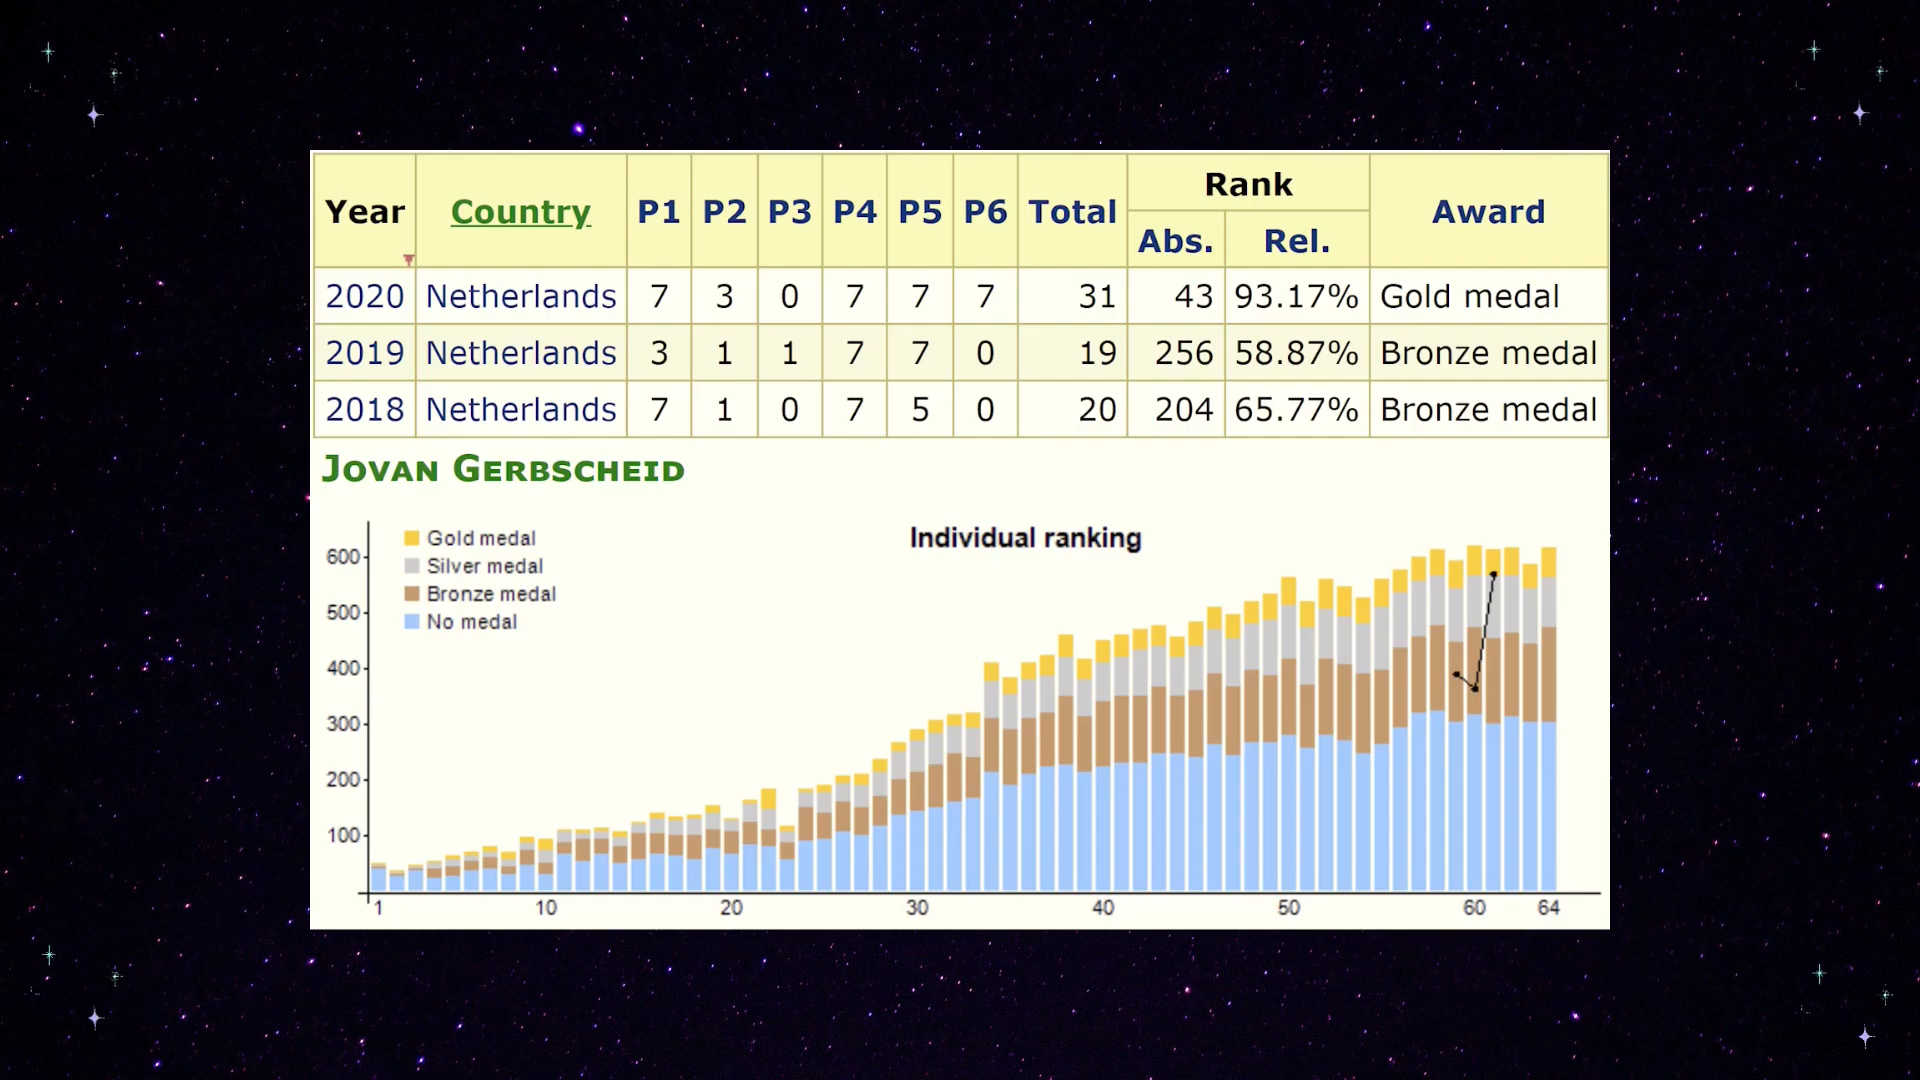 Year Country P1 P2 P3 P4 P5 P6 Total Rank Award
Abs. Rel.
2020 Netherlands 7 3 0 7 7 7 31 43 93.17% Gold medal
2019 Netherlands 3 1 1 7 7 0 19 256 58.87% Bronze medal
2018 Netherlands 7 1 0 7 5 0 20 204 65.77% Bronze medal
JOVAN GERBSCHEID
Individual ranking
Gold medal
Silver medal
Bronze medal
No medal
600
500
400
300
200
100
1 10 20 30 40 50 60 64